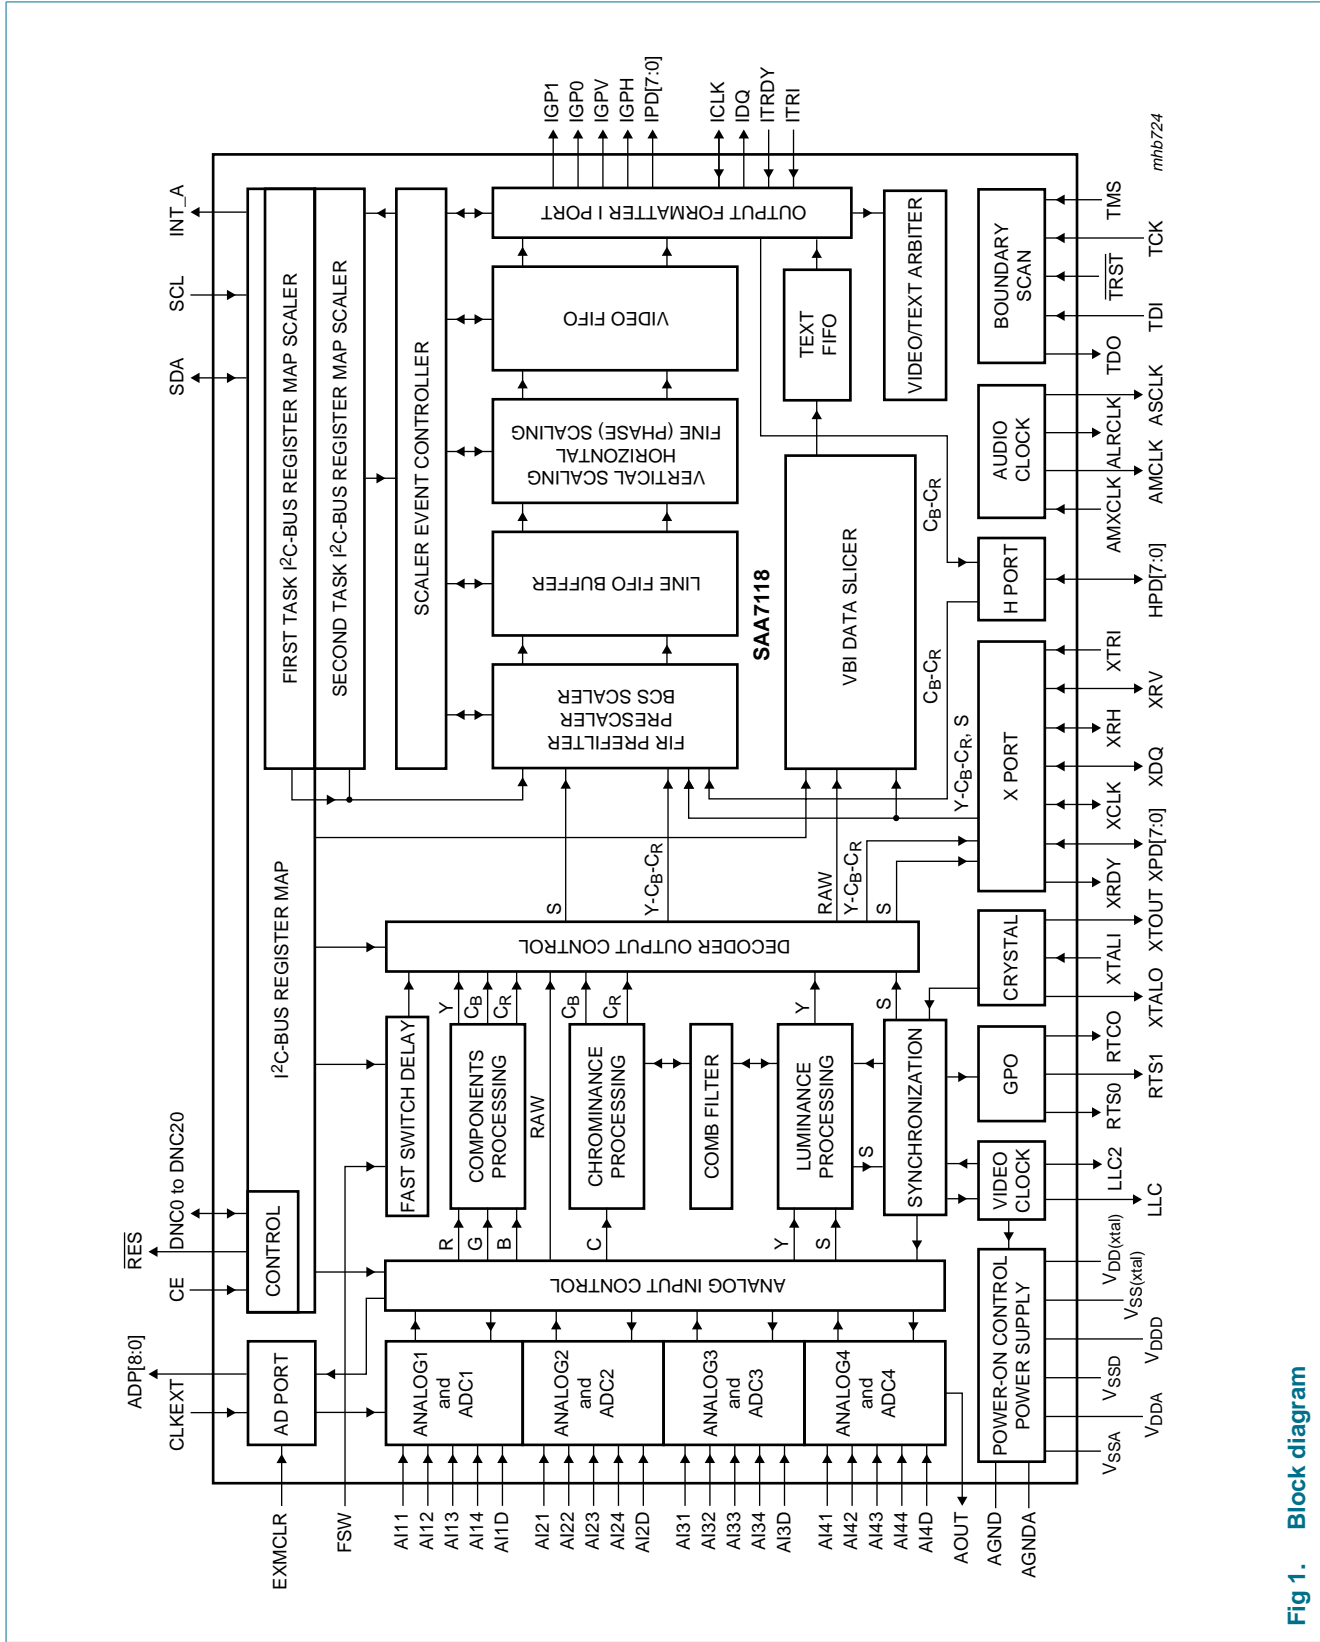 EXMCLR
FSW
AI11
AI12
AI13
AI14
AI1D
AI21
AI22
AI23
AI24
AI2D
AI31
AI32
AI33
AI34
AI3D
AI41
AI42
AI43
AI44
AI4D
AOUT
AGND
AGNDA
CLKEXT
ADP[8:0]
CE
RES
DNC0 to DNC20
SDA
SCL
INT_A
AD PORT
CONTROL
I2C-BUS REGISTER MAP
FIRST TASK I2C-BUS REGISTER MAP SCALER
SECOND TASK I2C-BUS REGISTER MAP SCALER
SCALER EVENT CONTROLLER
ANALOG1
and
ADC1
ANALOG2
and
ADC2
ANALOG3
and
ADC3
ANALOG4
and
ADC4
ANALOG INPUT CONTROL
R
G
B
RAW
C
Y
S
FAST SWITCH DELAY
COMPONENTS
PROCESSING
CHROMINANCE
PROCESSING
COMB FILTER
LUMINANCE
PROCESSING
S
SYNCHRONIZATION
Y
CB
CR
CB
CR
Y
S
DECODER OUTPUT CONTROL
S
Y-CB-CR
RAW
Y-CB-CR
S
FIR PREFILTER
PRESCALER
BCS SCALER
LINE FIFO BUFFER
VERTICAL SCALING
HORIZONTAL
FINE (PHASE) SCALING
VIDEO FIFO
OUTPUT FORMATTER I PORT
SAA7118
VBI DATA SLICER
TEXT
FIFO
VIDEO/TEXT ARBITER
Y-CB-CR, S
CB-CR
CB-CR
IGP1
IGP0
IGPV
IGPH
IPD[7:0]
ICLK
IDQ
ITRDY
ITRI
POWER-ON CONTROL
POWER SUPPLY
VIDEO
CLOCK
GPO
CRYSTAL
X PORT
H PORT
AUDIO
CLOCK
BOUNDARY
SCAN
VSSA
VDDA
VSSD
VDDD
VSS(xtal)
VDD(xtal)
LLC
LLC2
RTS0
RTS1
RTCO
XTALO
XTALI
XTOUT
XRDY
XPD[7:0]
XCLK
XDQ
XRH
XRV
XTRI
HPD[7:0]
AMXCLK
AMCLK
ALRCLK
ASCLK
TDO
TDI
TRST
TCK
TMS
mhb724
Fig 1. Block diagram